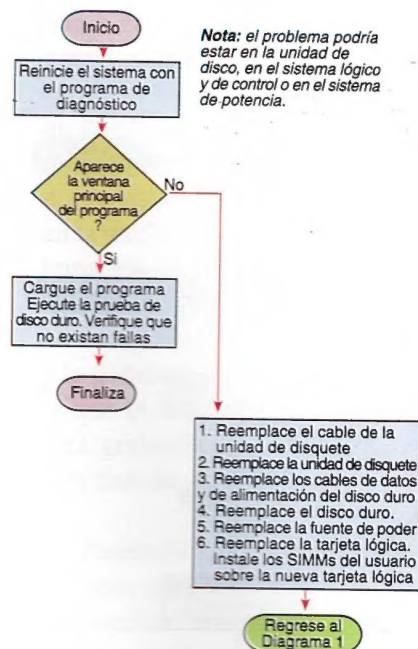 Inicio
Nota: el problema podría
estar en la unidad de
disco, en el sistema lógico
y de control o en el sistema
de potencia.
Reinicie el sistema con
el programa de
diagnóstico
Aparece
la ventana
principal
del programa
?
No
Si
Cargue el programa
Ejecute la prueba de
disco duro. Verifique que
no existan fallas
Finaliza
1. Reemplace el cable de la
unidad de disquete
2. Reemplace la unidad de disquete
3. Reemplace los cables de datos
y de alimentación del disco duro
4. Reemplace el disco duro.
5. Reemplace la fuente de poder
6. Reemplace la tarjeta lógica.
Instale los SIMMs del usuario
sobre la nueva tarjeta lógica
Regrese al
Diagrama 1